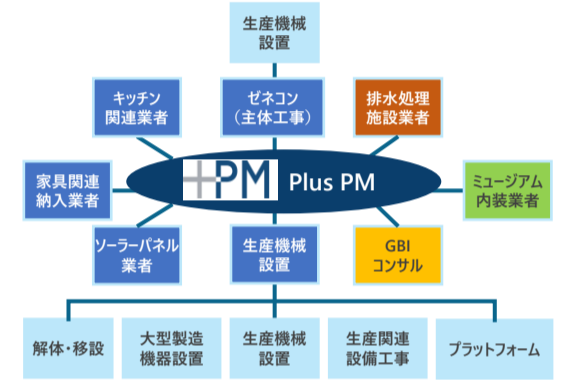 生産機械
設置
キッチン
関連業者
ゼネコン
（主体工事）
排水処理
施設業者
家具関連
納入業者
+PM Plus PM
ミュージアム
内装業者
ソーラーパネル
業者
生産機械
設置
GBI
コンサル
解体・移設
大型製造
機器設置
生産機械
設置
生産関連
設備工事
プラットフォーム